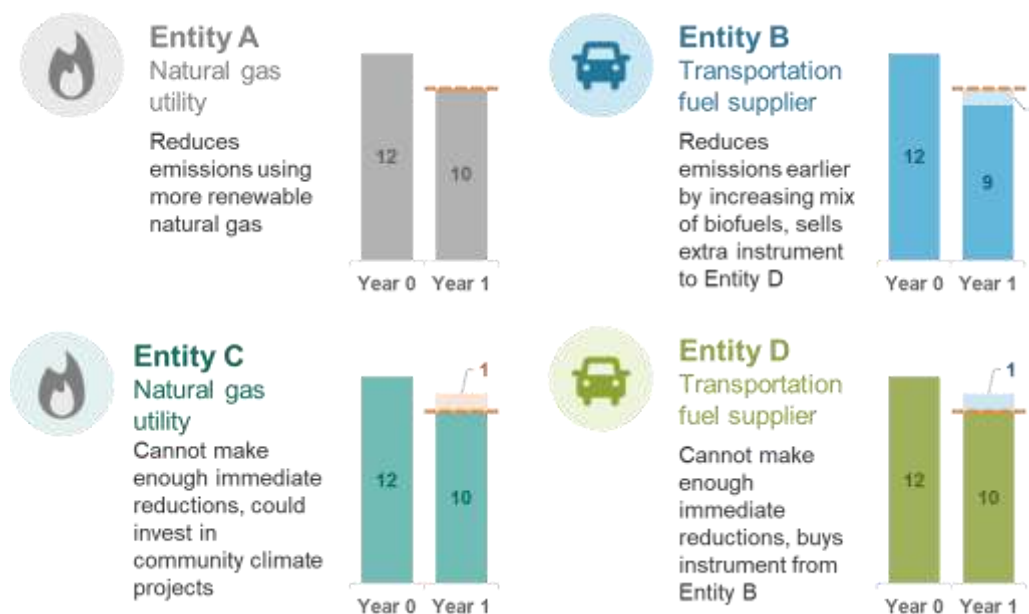 Entity A
Natural gas
utility
Reduces
emissions using
more renewable
natural gas
12
10
Year 0 Year 1
Entity B
Transportation
fuel supplier
Reduces
emissions earlier
by increasing mix
of biofuels, sells
extra instrument
to Entity D
12
9
Year 0 Year 1
Entity C
Natural gas
utility
Cannot make
enough immediate
reductions, could
invest in
community climate
projects
1
12
10
Year 0 Year 1
Entity D
Transportation
fuel supplier
Cannot make
enough
immediate
reductions, buys
instrument from
Entity B
1
12
10
Year 0 Year 1